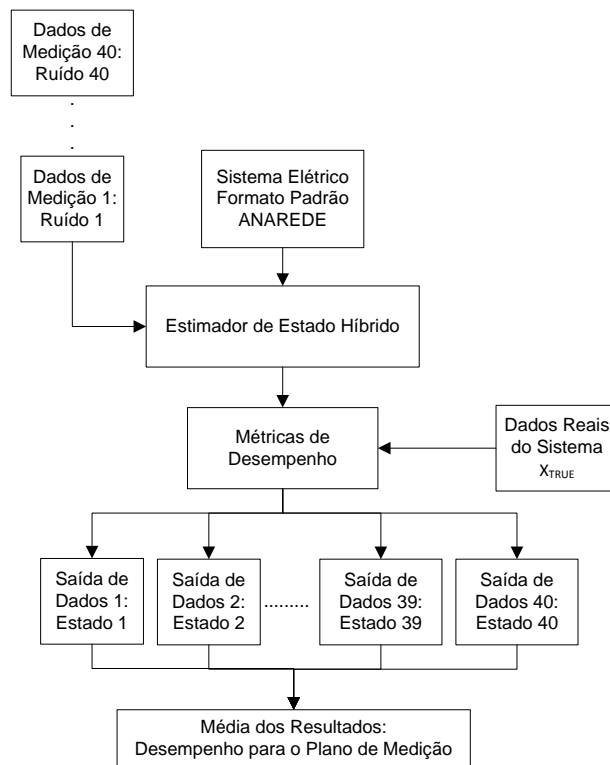 Dados de
Medição 40:
Ruído 40
.
.
.
Dados de
Medição 1:
Ruído 1
Sistema Elétrico
Formato Padrão
ANAREDE
Estimador de Estado Híbrido
Métricas de
Desempenho
Dados Reais
do Sistema
X_TRUE
Saída de
Dados 1:
Estado 1
Saída de
Dados 2:
Estado 2
.........
Saída de
Dados 39:
Estado 39
Saída de
Dados 40:
Estado 40
Média dos Resultados:
Desempenho para o Plano de Medição